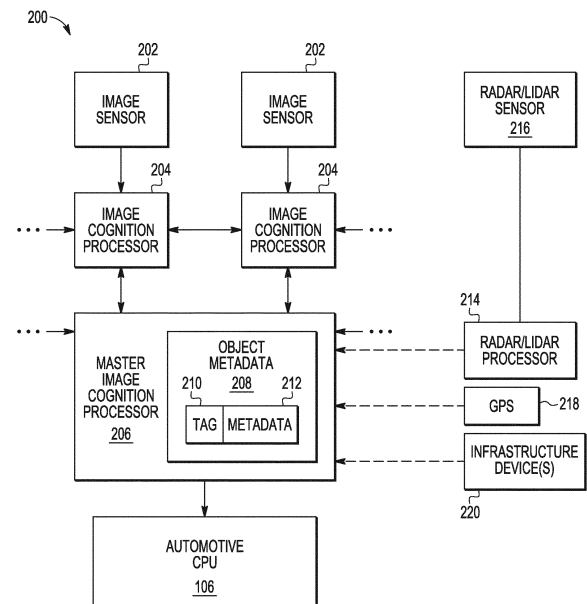 200
202
202
IMAGE
SENSOR
IMAGE
SENSOR
RADAR/LIDAR
SENSOR
216
204
204
IMAGE
COGNITION
PROCESSOR
IMAGE
COGNITION
PROCESSOR
214
RADAR/LIDAR
PROCESSOR
MASTER
IMAGE
COGNITION
PROCESSOR
206
OBJECT
METADATA
208
210
212
TAG
METADATA
GPS
218
INFRASTRUCTURE
DEVICE(S)
220
AUTOMOTIVE
CPU
106